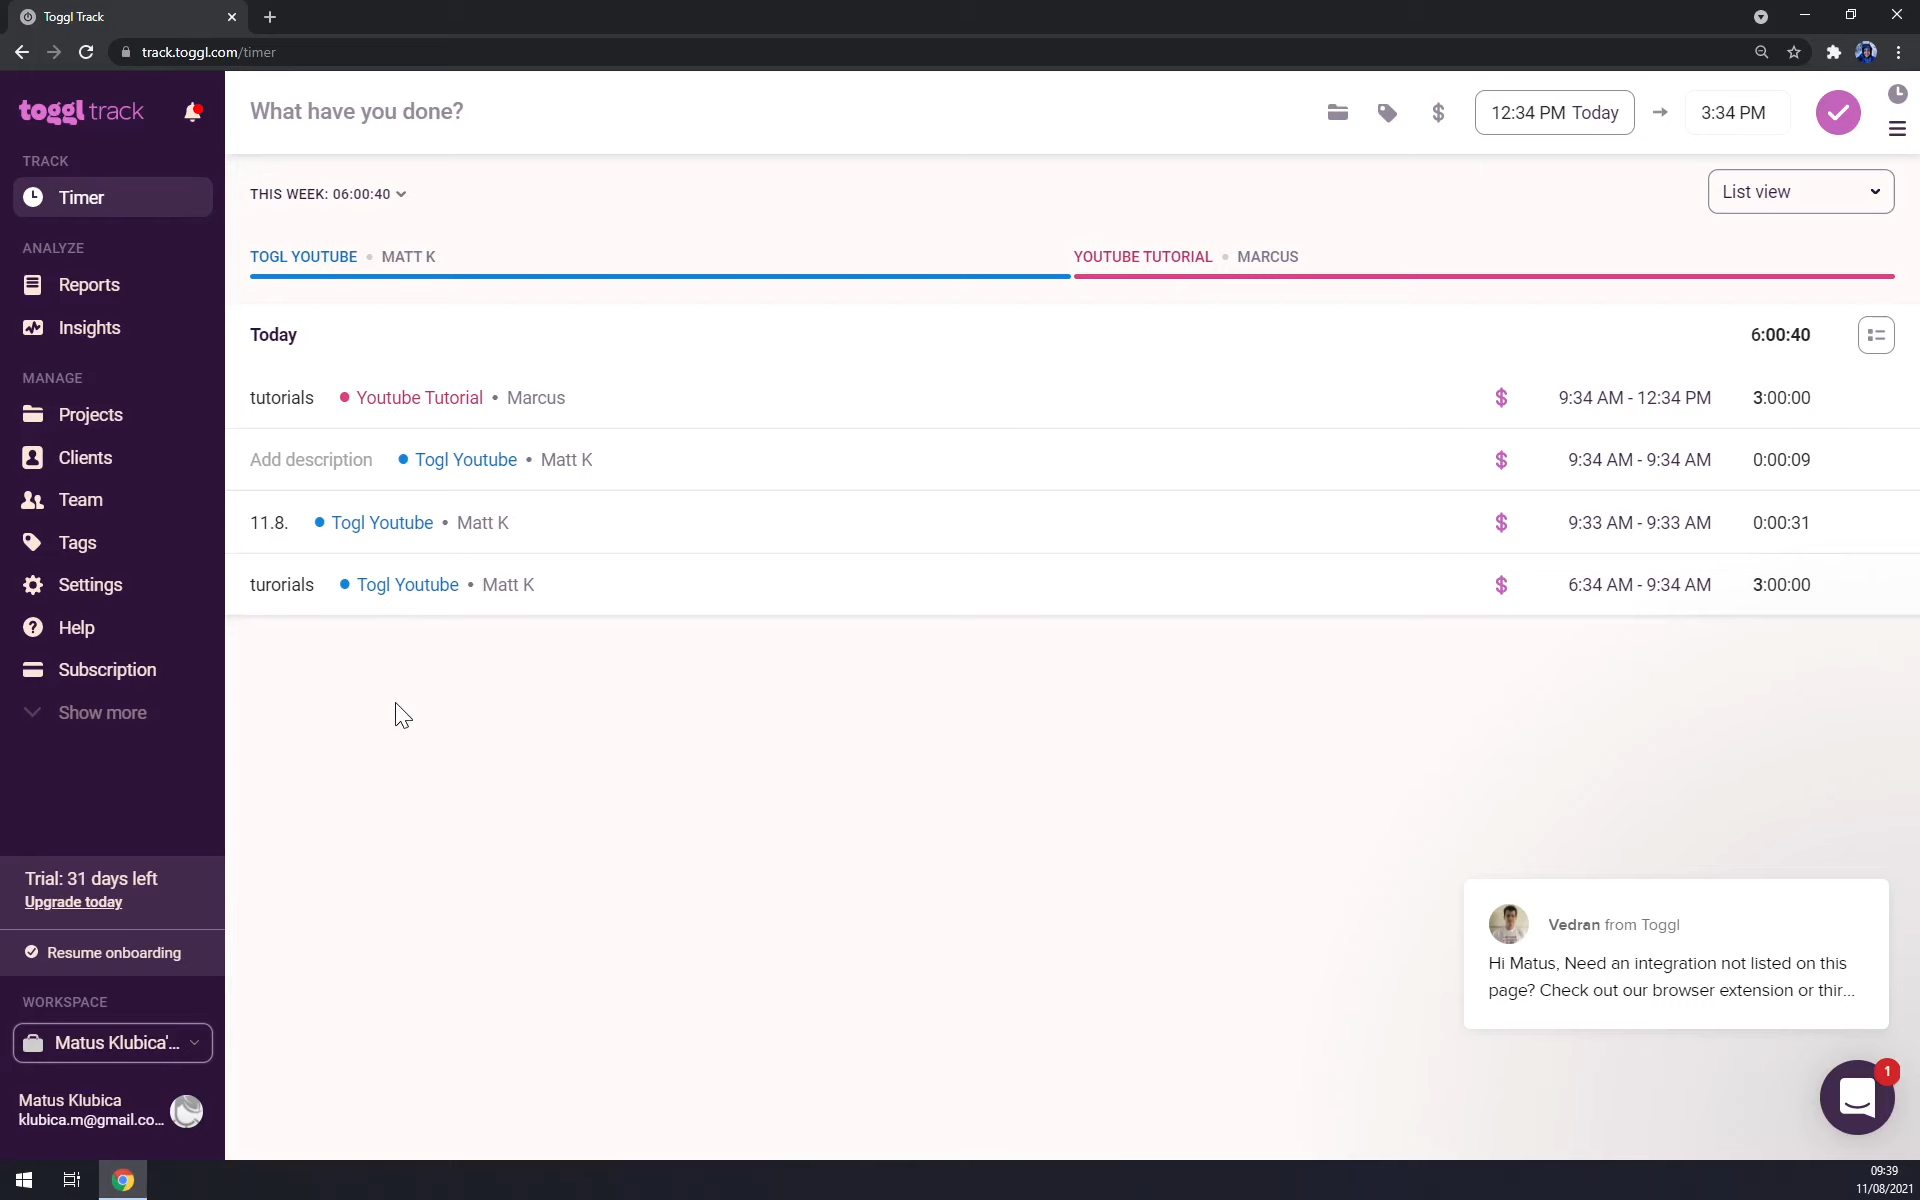 Toggl Track
track.toggl.com/timer
toggl track
What have you done?
12:34 PM Today
3:34 PM
TRACK
Timer
THIS WEEK: 06:00:40
List view
ANALYZE
Reports
Insights
TOGL YOUTUBE • MATT K
YOUTUBE TUTORIAL • MARCUS
Today
6:00:40
MANAGE
Projects
Clients
Team
Tags
Settings
Help
Subscription
Show more
tutorials • Youtube Tutorial • Marcus $ 9:34 AM - 12:34 PM 3:00:00
Add description • Togl Youtube • Matt K $ 9:34 AM - 9:34 AM 0:00:09
11.8. • Togl Youtube • Matt K $ 9:33 AM - 9:33 AM 0:00:31
turorials • Togl Youtube • Matt K $ 6:34 AM - 9:34 AM 3:00:00
Trial: 31 days left
Upgrade today
Resume onboarding
WORKSPACE
Matus Klubica'...
Matus Klubica
klubica.m@gmail.co...
Vedran from Toggl
Hi Matus, Need an integration not listed on this
page? Check out our browser extension or thir...
1
09:39
11/08/2021